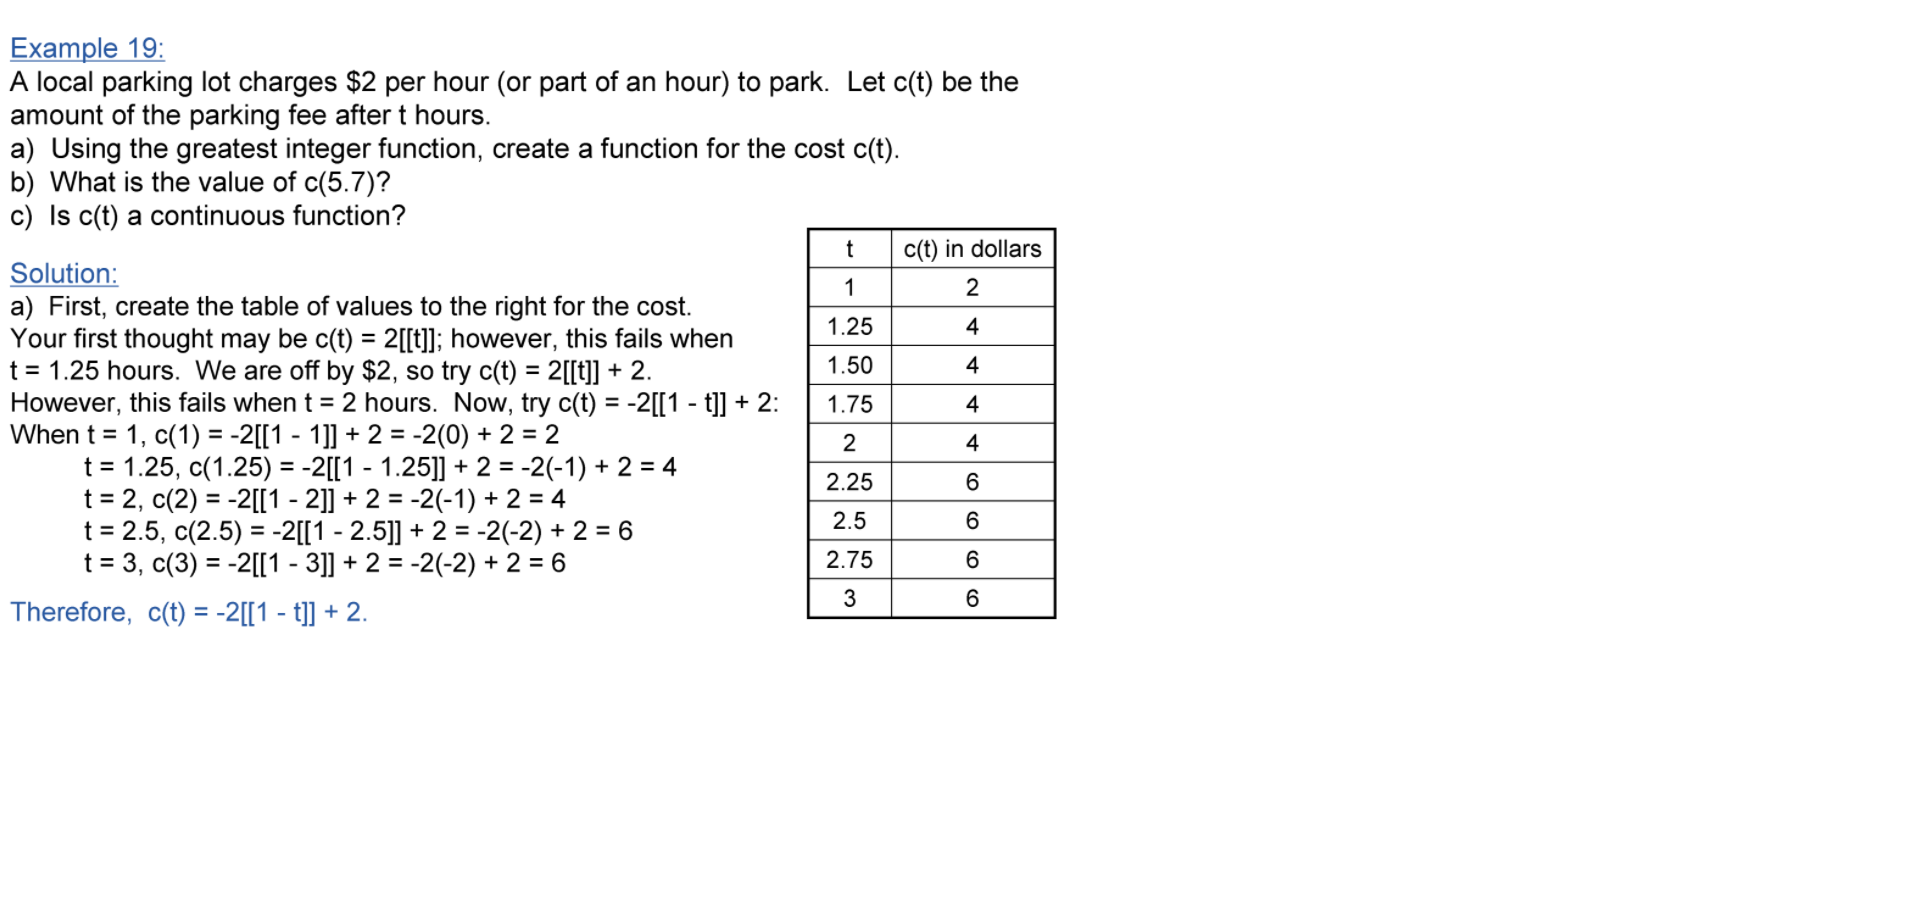 Example 19:
A local parking lot charges $2 per hour (or part of an hour) to park.  Let c(t) be the
amount of the parking fee after t hours.
a)  Using the greatest integer function, create a function for the cost c(t).
b)  What is the value of c(5.7)?
c)  Is c(t) a continuous function?
Solution:
a)  First, create the table of values to the right for the cost.
Your first thought may be c(t) = 2[[t]]; however, this fails when
t = 1.25 hours.  We are off by $2, so try c(t) = 2[[t]] + 2.
However, this fails when t = 2 hours.  Now, try c(t) = -2[[1 - t]] + 2:
When t = 1, c(1) = -2[[1 - 1]] + 2 = -2(0) + 2 = 2
t = 1.25, c(1.25) = -2[[1 - 1.25]] + 2 = -2(-1) + 2 = 4
t = 2, c(2) = -2[[1 - 2]] + 2 = -2(-1) + 2 = 4
t = 2.5, c(2.5) = -2[[1 - 2.5]] + 2 = -2(-2) + 2 = 6
t = 3, c(3) = -2[[1 - 3]] + 2 = -2(-2) + 2 = 6
Therefore,  c(t) = -2[[1 - t]] + 2.
t c(t) in dollars
1 2
1.25 4
1.50 4
1.75 4
2 4
2.25 6
2.5 6
2.75 6
3 6